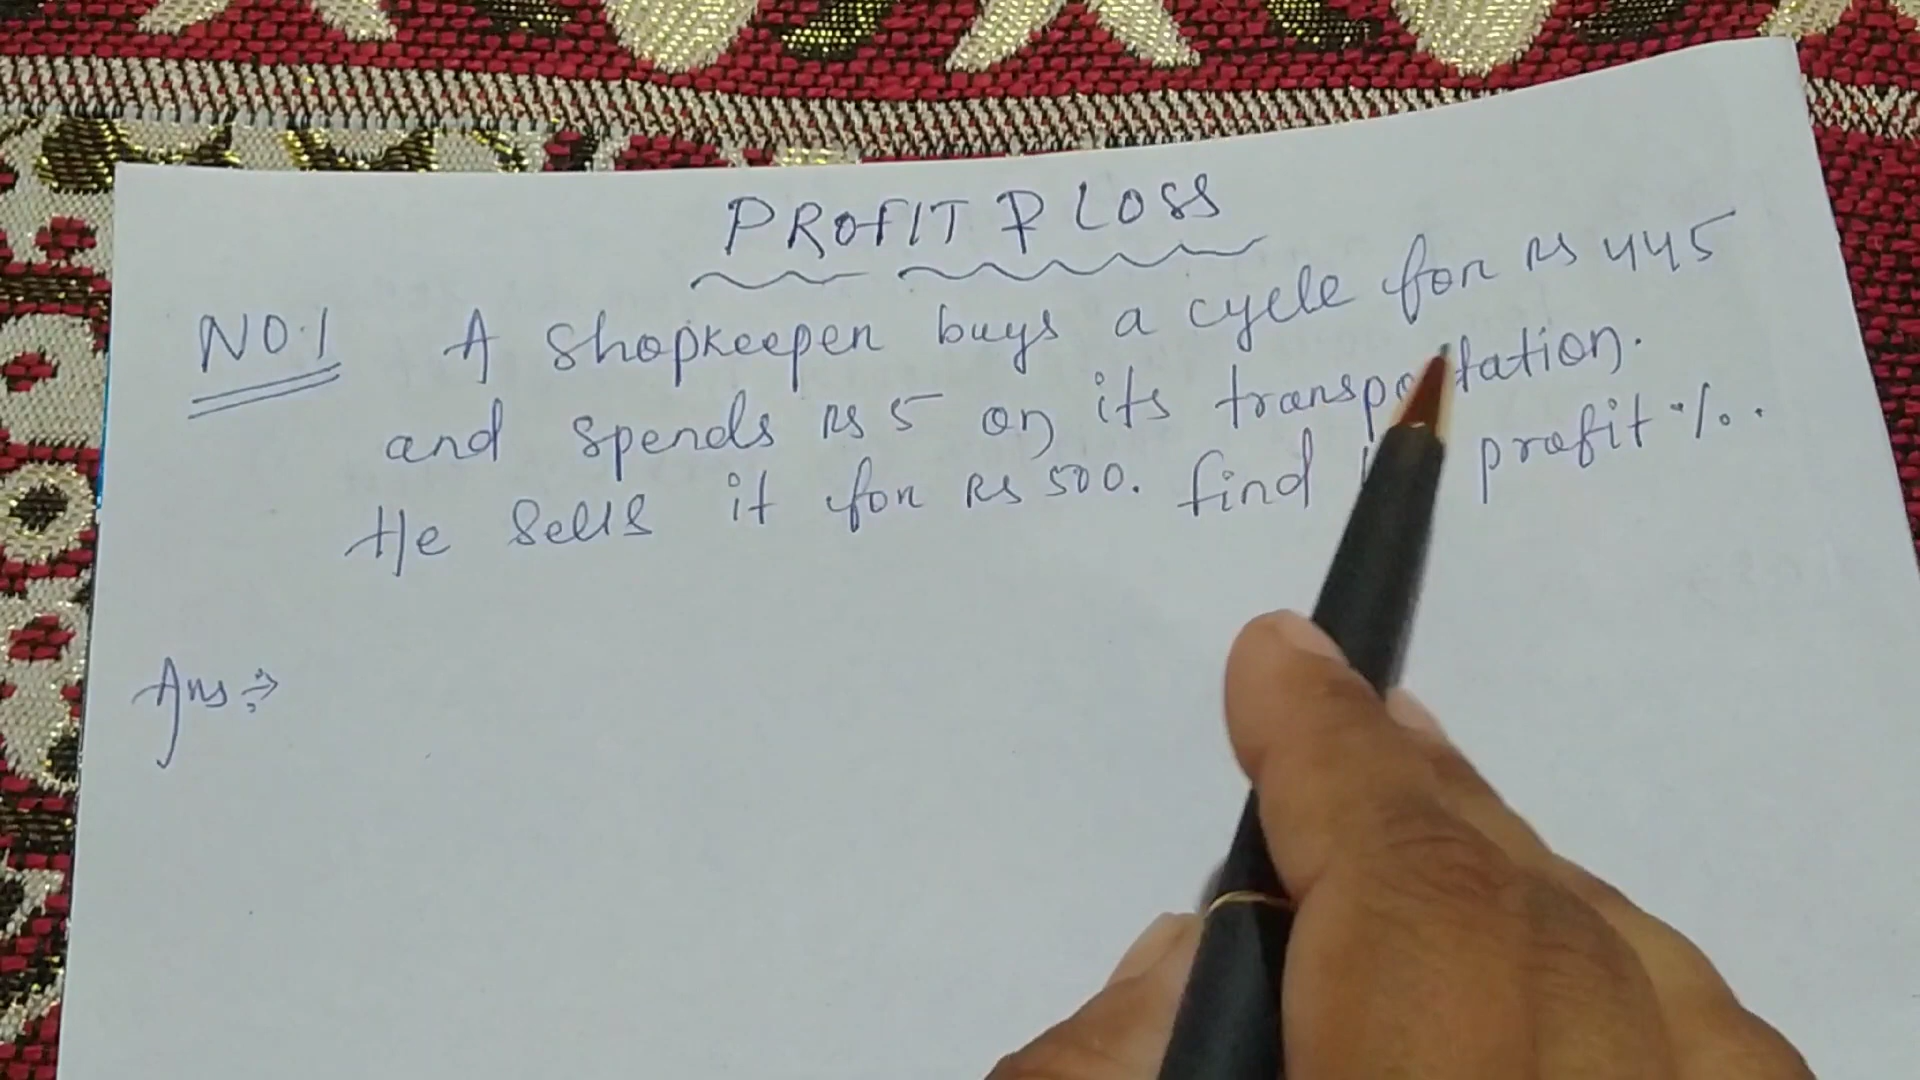 PROFIT & LOSS
NO.1 A Shopkeeper buys a cycle for Rs 445
and spends Rs 5 on its transportation.
He sells it for Rs 500. find profit %.
Ans :→